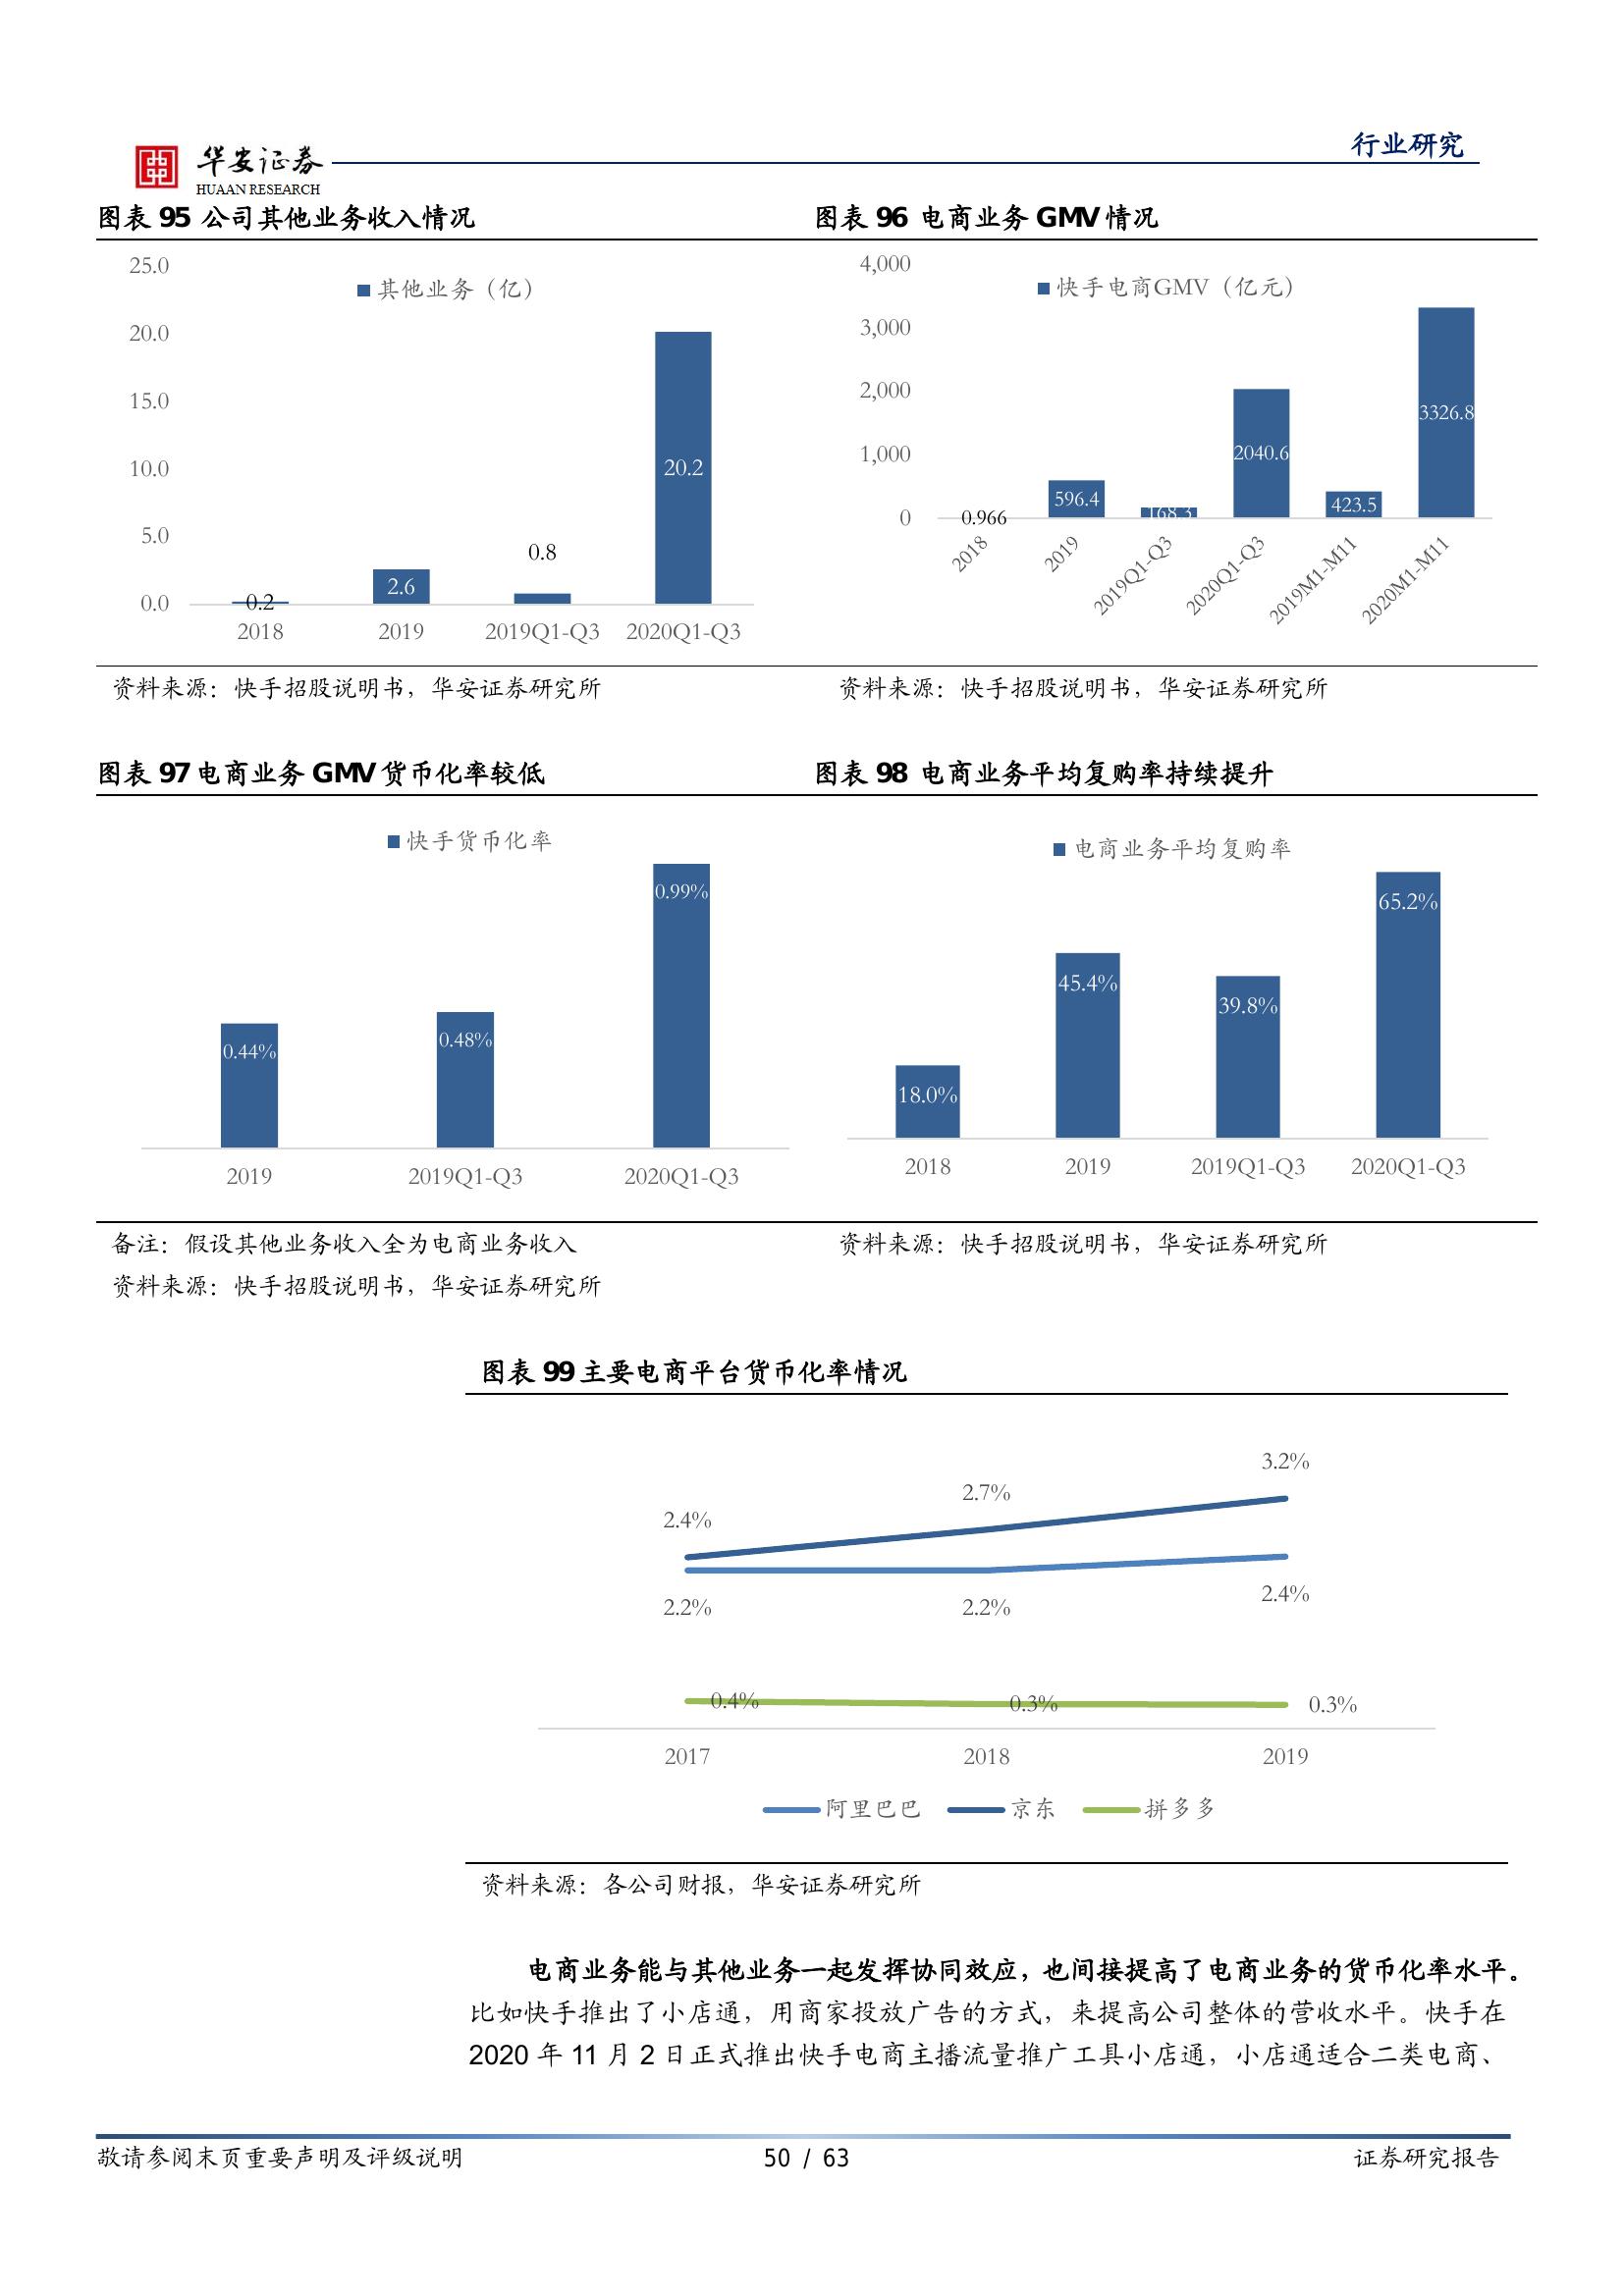 行业研究
华安证券
HUAAN RESEARCH
图表 95 公司其他业务收入情况
25.0
20.0
15.0
10.0
5.0
0.0
其他业务（亿）
0.2
2.6
0.8
20.2
2018
2019
2019Q1-Q3
2020Q1-Q3
资料来源：快手招股说明书，华安证券研究所
图表 96 电商业务 GMV 情况
4,000
3,000
2,000
1,000
0
快手电商GMV（亿元）
0.966
596.4
168.3
2040.6
423.5
3326.8
2018
2019
2019Q1-Q3
2020Q1-Q3
2019M1-M11
2020M1-M11
资料来源：快手招股说明书，华安证券研究所
图表 97 电商业务 GMV 货币化率较低
快手货币化率
0.44%
0.48%
0.99%
2019
2019Q1-Q3
2020Q1-Q3
备注：假设其他业务收入全为电商业务收入
资料来源：快手招股说明书，华安证券研究所
图表 98 电商业务平均复购率持续提升
电商业务平均复购率
18.0%
45.4%
39.8%
65.2%
2018
2019
2019Q1-Q3
2020Q1-Q3
资料来源：快手招股说明书，华安证券研究所
图表 99 主要电商平台货币化率情况
2.4%
2.7%
3.2%
2.2%
2.2%
2.4%
0.4%
0.3%
0.3%
2017
2018
2019
阿里巴巴
京东
拼多多
资料来源：各公司财报，华安证券研究所
电商业务能与其他业务一起发挥协同效应，也间接提高了电商业务的货币化率水平。
比如快手推出了小店通，用商家投放广告的方式，来提高公司整体的营收水平。快手在
2020 年 11 月 2 日正式推出快手电商主播流量推广工具小店通，小店通适合二类电商、
敬请参阅末页重要声明及评级说明
50 / 63
证券研究报告